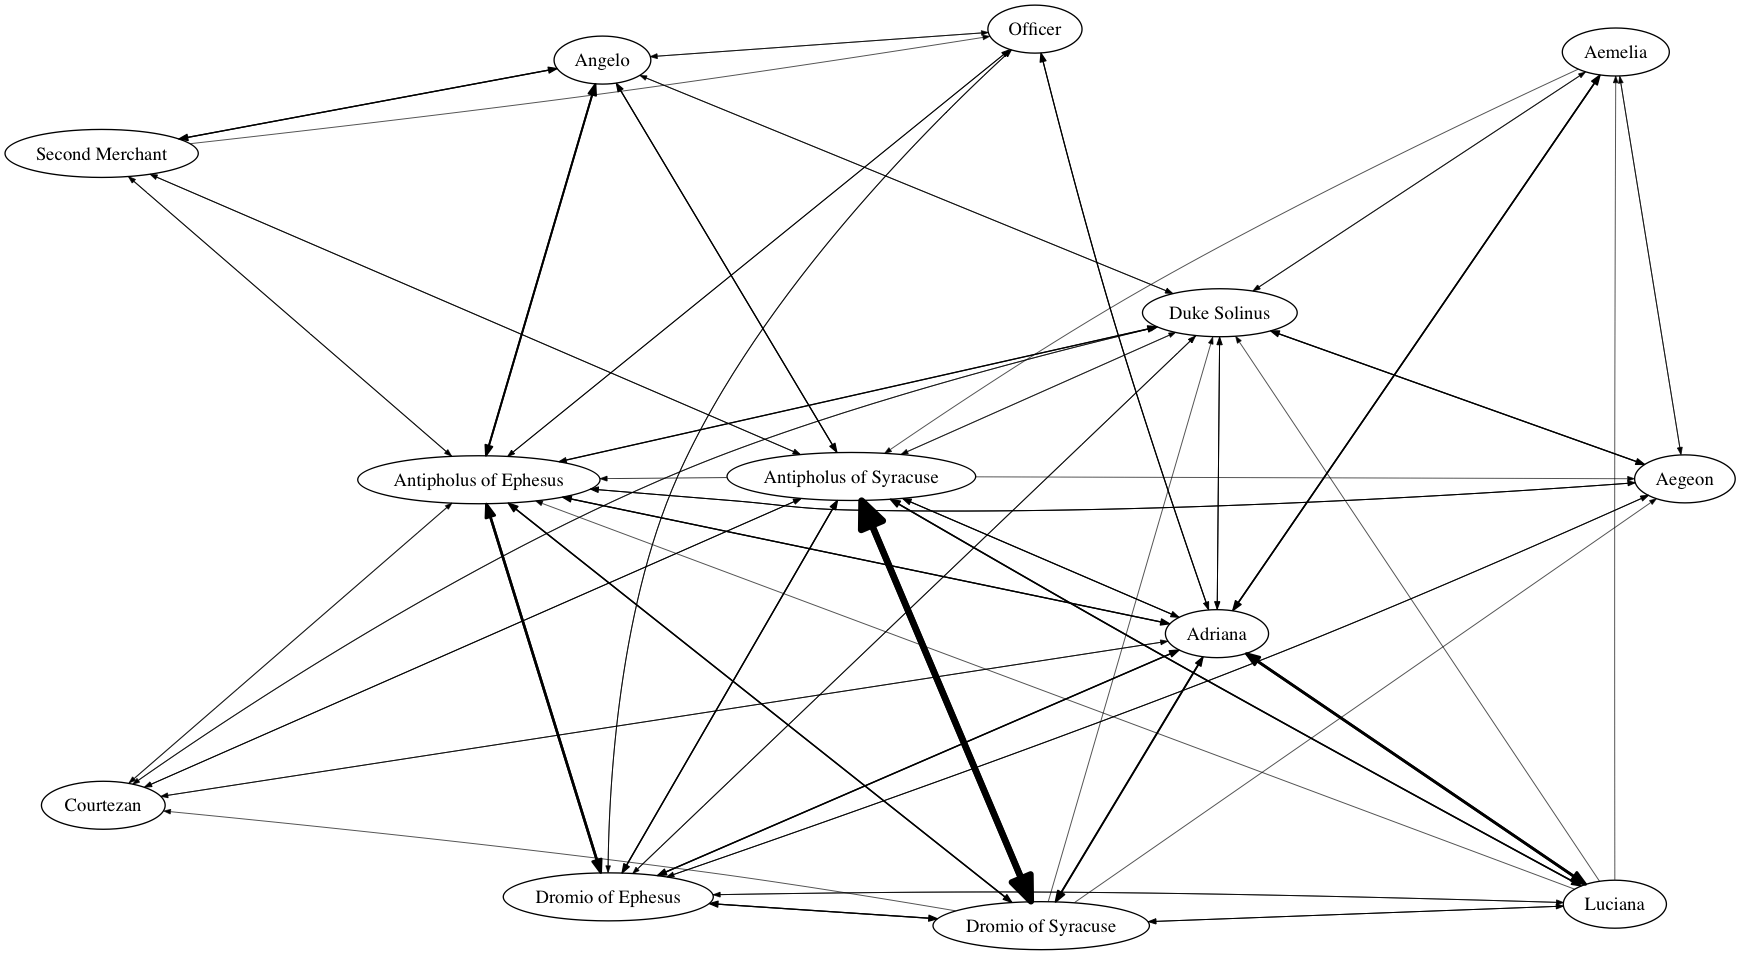 Officer
Aemelia
Angelo
Second Merchant
Duke Solinus
Antipholus of Ephesus
Antipholus of Syracuse
Aegeon
Adriana
Courtezan
Dromio of Ephesus
Luciana
Dromio of Syracuse